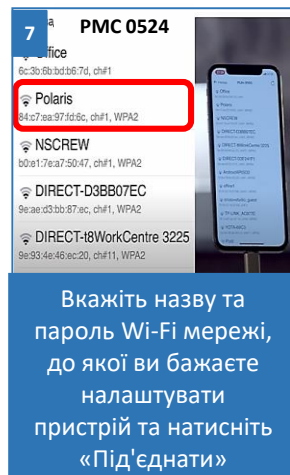 7
PMC 0524
ffice
6c:3b:6b:bd:b6:7d, ch#1
Polaris
84:c7:ea:97:fd:6c, ch#1, WPA2
NSCREW
b0:e1:7e:a7:50:47, ch#1, WPA2
DIRECT-D3BB07EC
9e:ae:d3:bb:87:ec, ch#1, WPA2
DIRECT-t8WorkCentre 3225
9e:93:4e:46:ec:20, ch#11, WPA2
Вкажіть назву та
пароль Wi-Fi мережі,
до якої ви бажаєте
налаштувати
пристрій та натисніть
«Під'єднати»